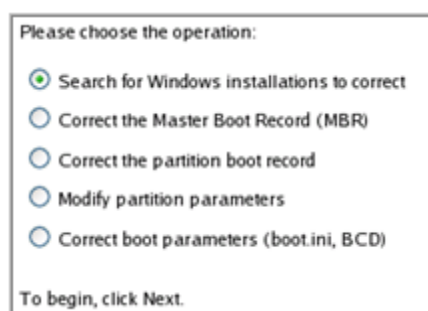 Please choose the operation:
Search for Windows installations to correct
Correct the Master Boot Record (MBR)
Correct the partition boot record
Modify partition parameters
Correct boot parameters (boot.ini, BCD)
To begin, click Next.